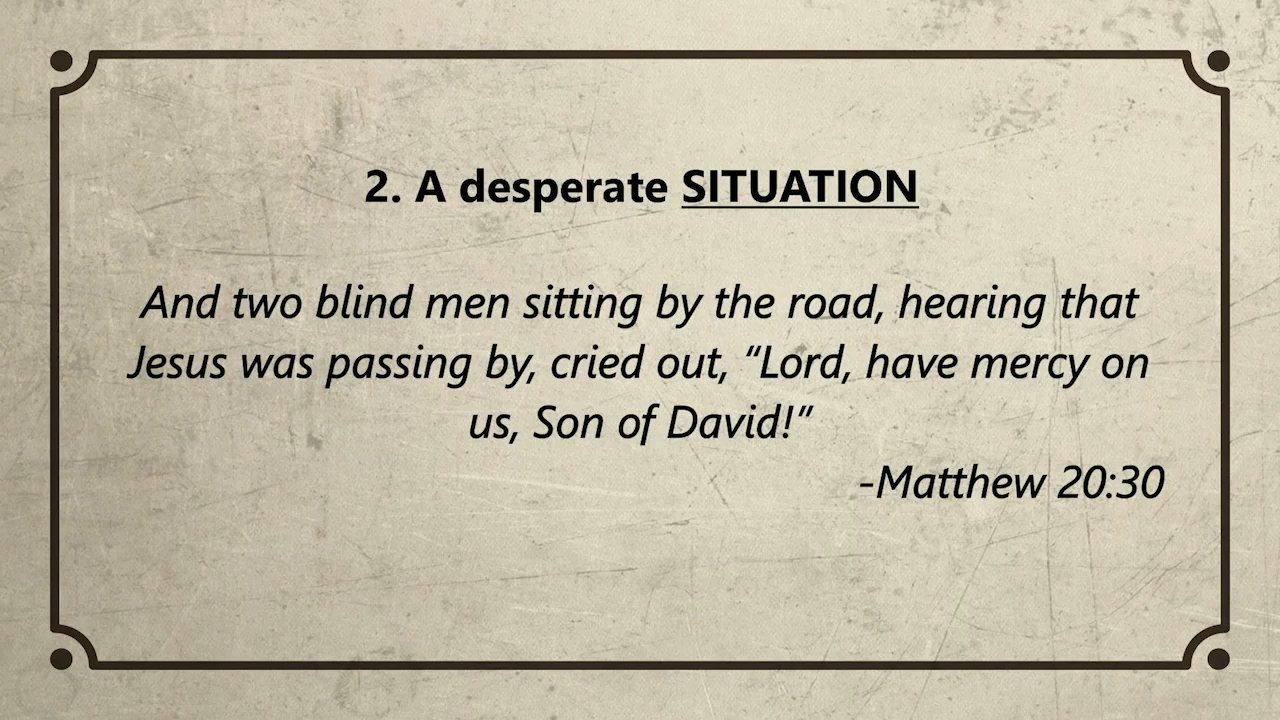 2. A desperate SITUATION
And two blind men sitting by the road, hearing that
Jesus was passing by, cried out, “Lord, have mercy on
us, Son of David!”
-Matthew 20:30